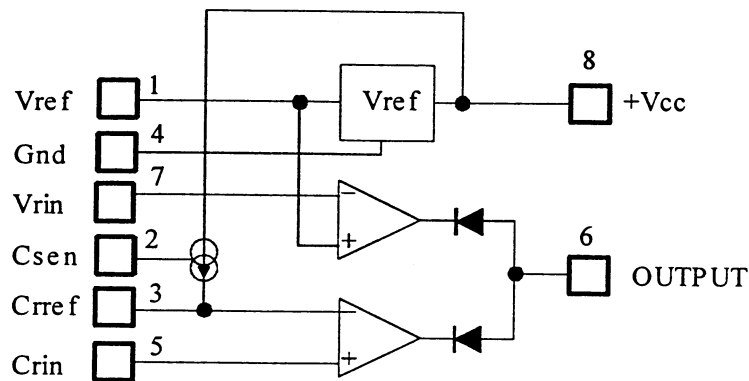 8
Vref 1 Vref +Vcc
Gnd 4
Vrin 7 −
Csen 2 + 6
OUTPUT
Crref 3 −
Crin 5 +